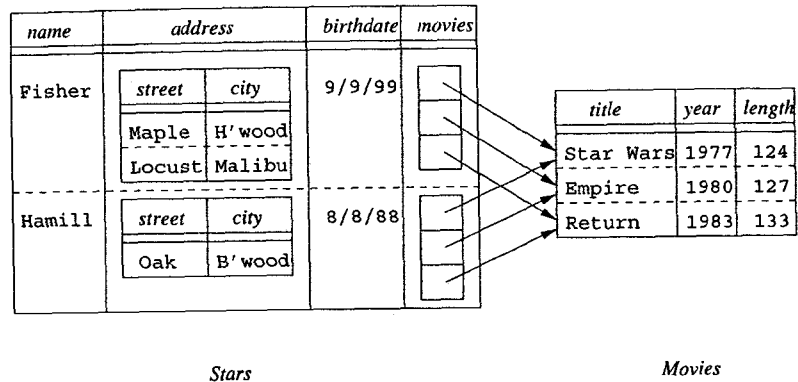 name address birthdate movies
Fisher street city 9/9/99
Maple H'wood
Locust Malibu
Hamill street city 8/8/88
Oak B'wood
title year length
Star Wars 1977 124
Empire 1980 127
Return 1983 133
Stars
Movies